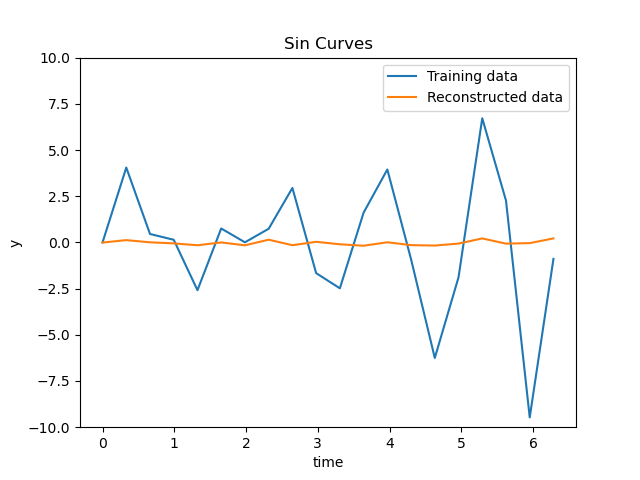 Sin Curves
Training data
Reconstructed data
10.0
7.5
5.0
2.5
0.0
−2.5
−5.0
−7.5
−10.0
y
0 1 2 3 4 5 6
time